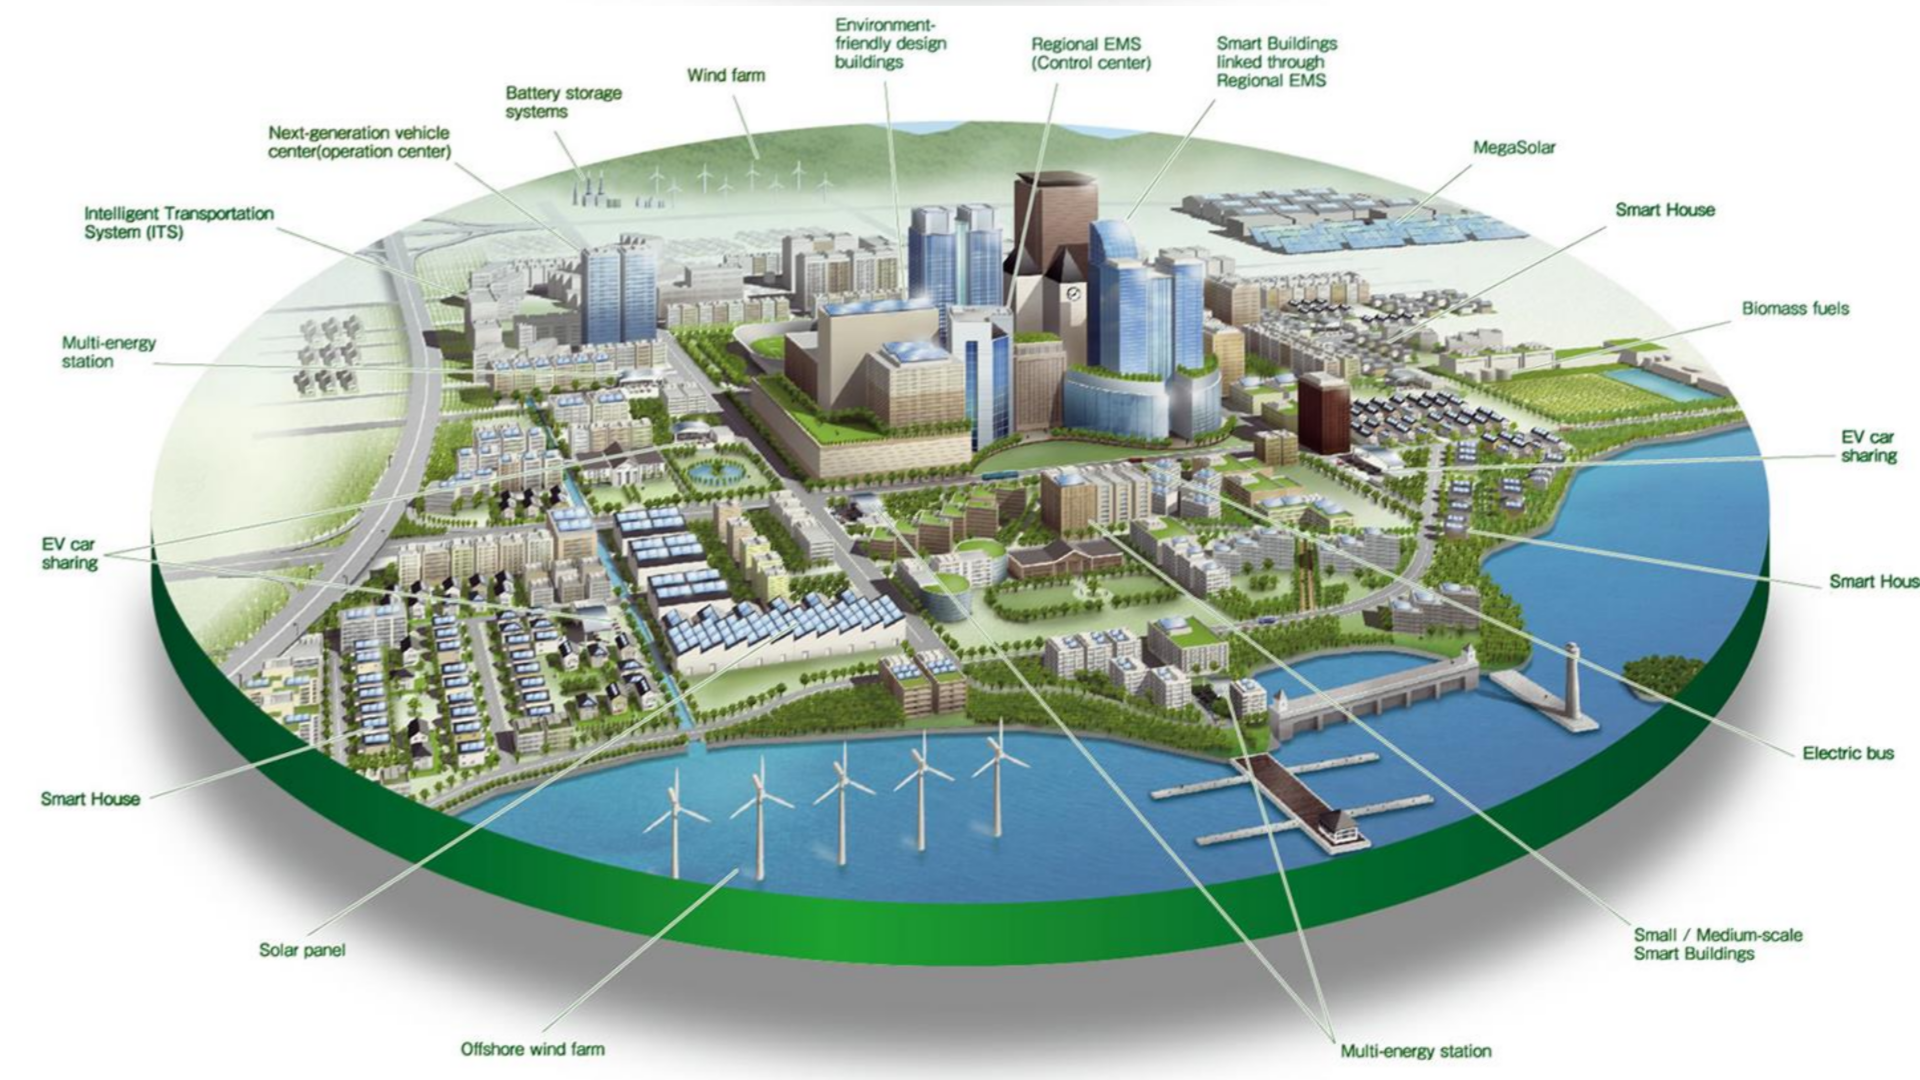 Environment-
friendly design
buildings
Regional EMS
(Control center)
Smart Buildings
linked through
Regional EMS
Wind farm
Battery storage
systems
Next-generation vehicle
center(operation center)
MegaSolar
Intelligent Transportation
System (ITS)
Smart House
Multi-energy
station
Biomass fuels
EV car
sharing
EV car
sharing
Smart Hous
Electric bus
Smart House
Solar panel
Small / Medium-scale
Smart Buildings
Offshore wind farm
Multi-energy station